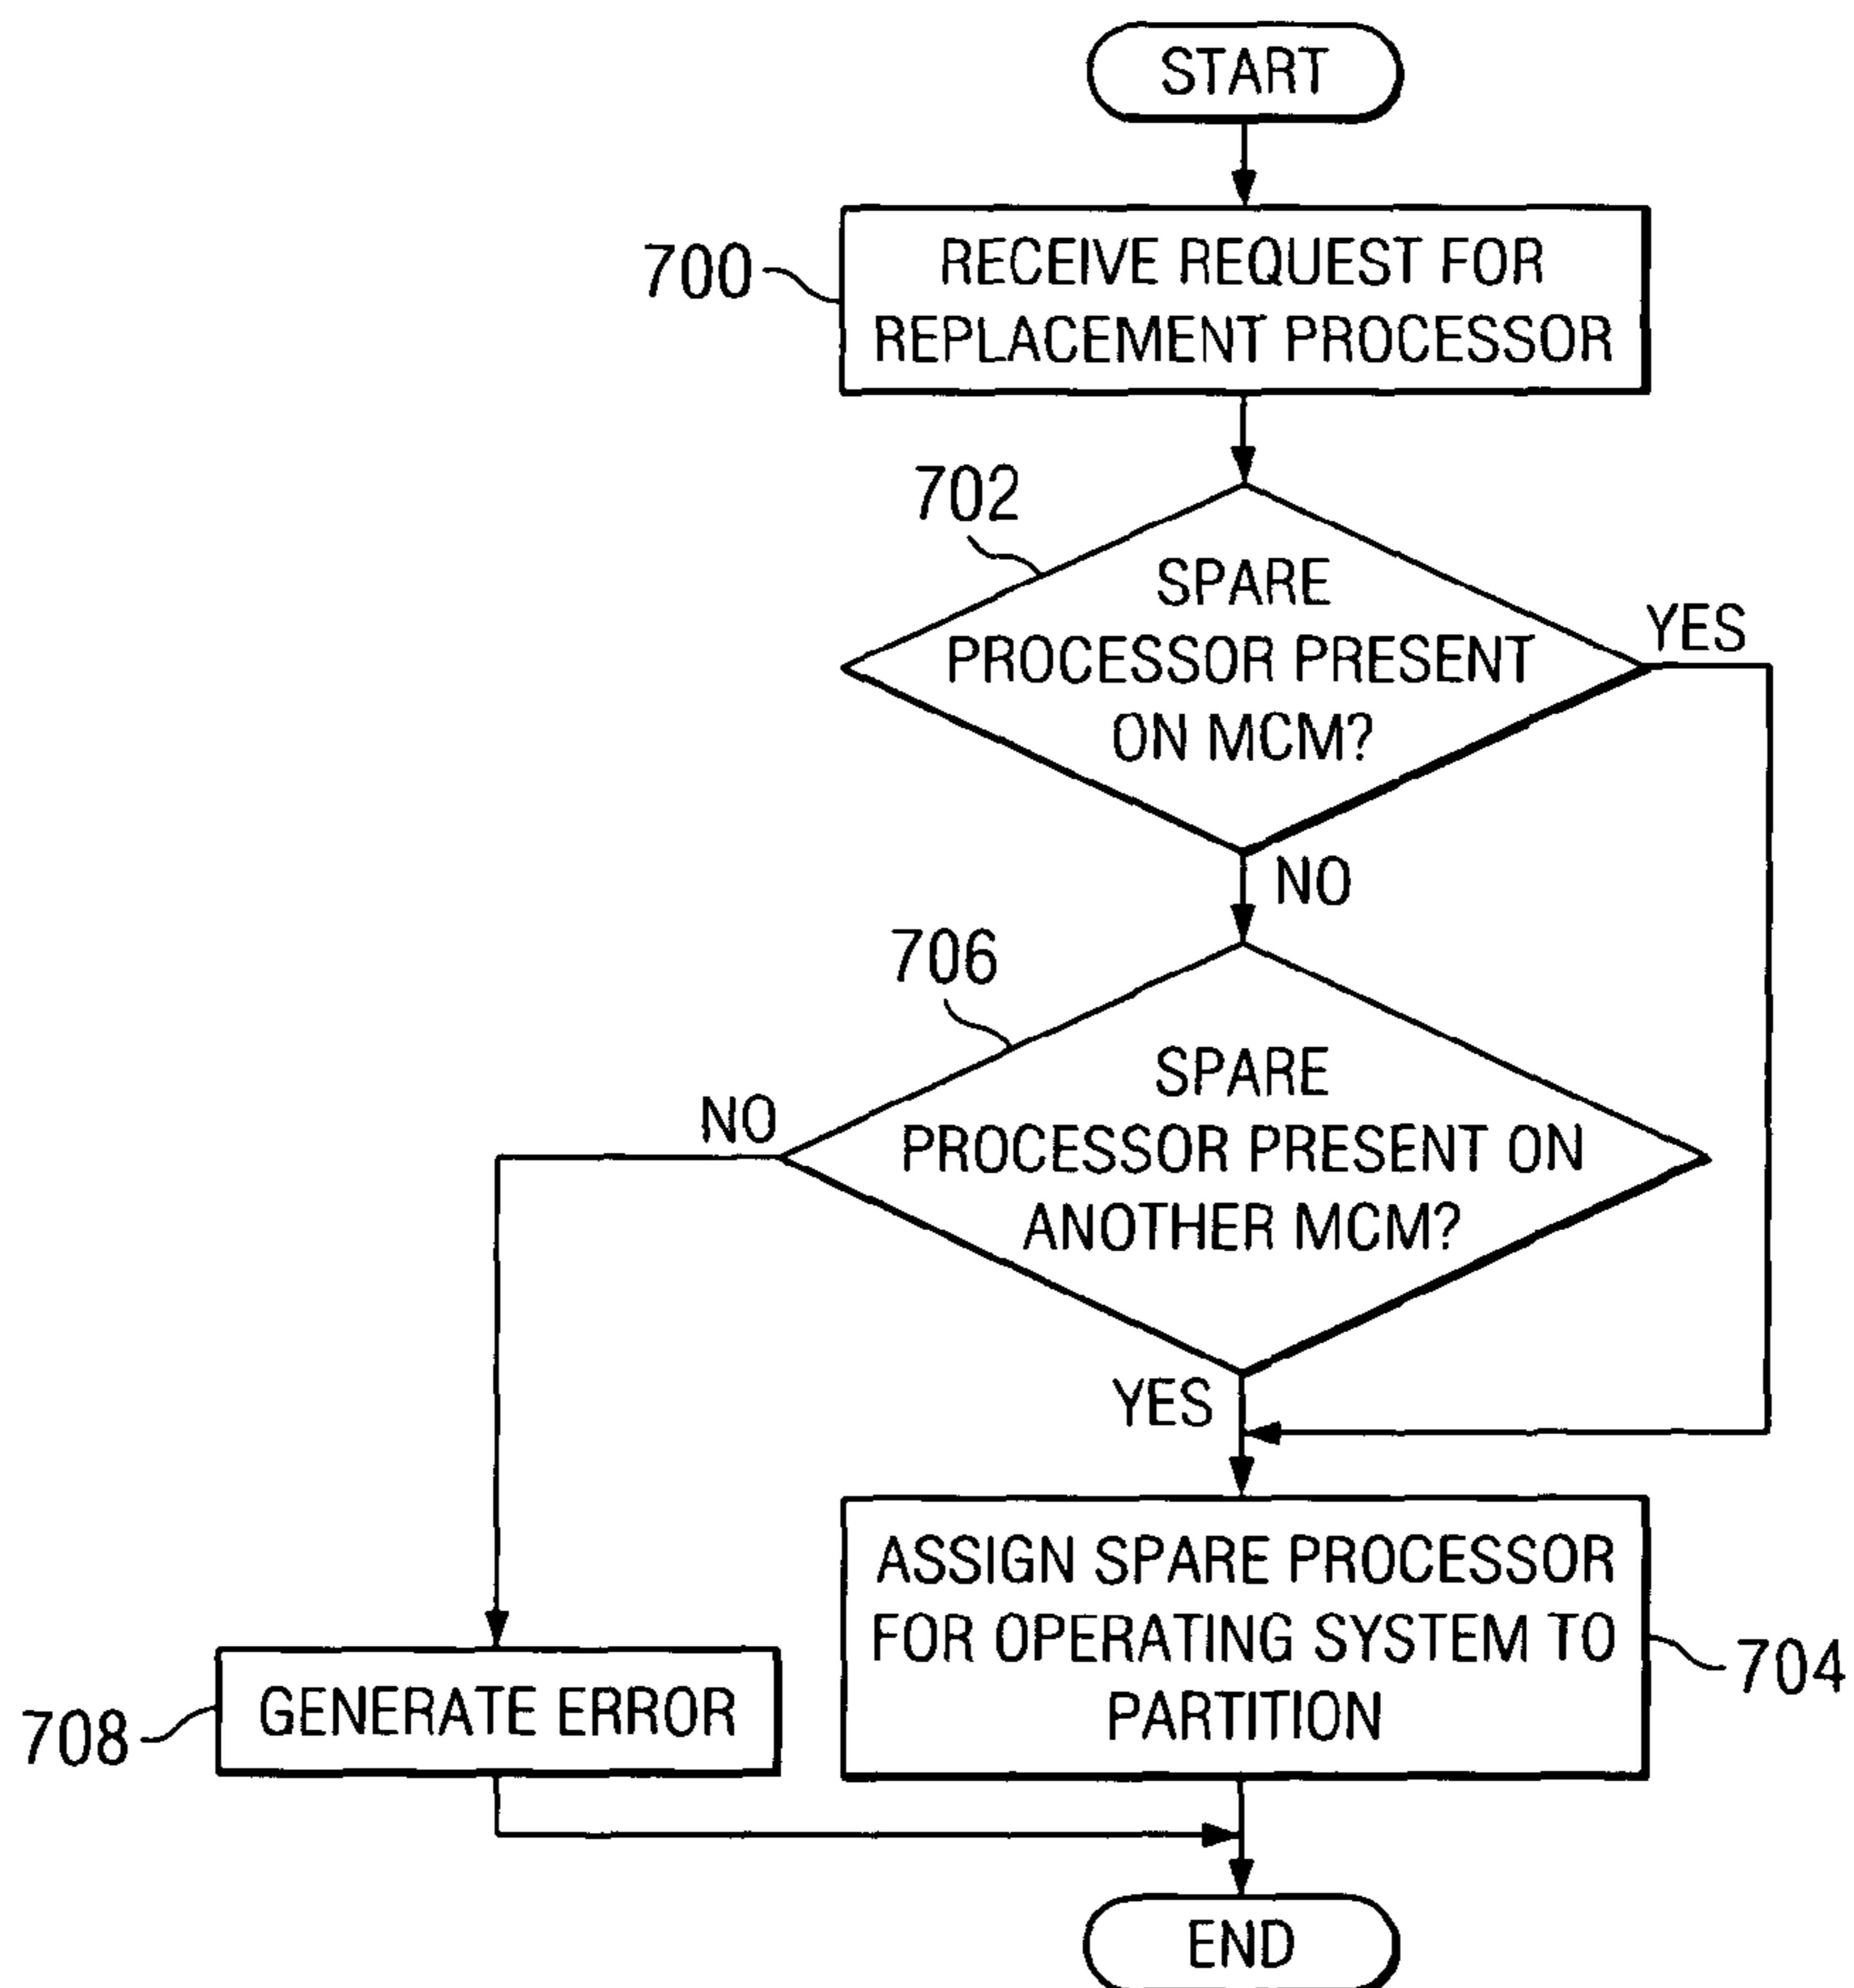 START
700
RECEIVE REQUEST FOR
REPLACEMENT PROCESSOR
702
SPARE
PROCESSOR PRESENT
ON MCM?
YES
NO
706
SPARE
PROCESSOR PRESENT ON
ANOTHER MCM?
NO
YES
ASSIGN SPARE PROCESSOR
FOR OPERATING SYSTEM TO
PARTITION
704
708
GENERATE ERROR
END